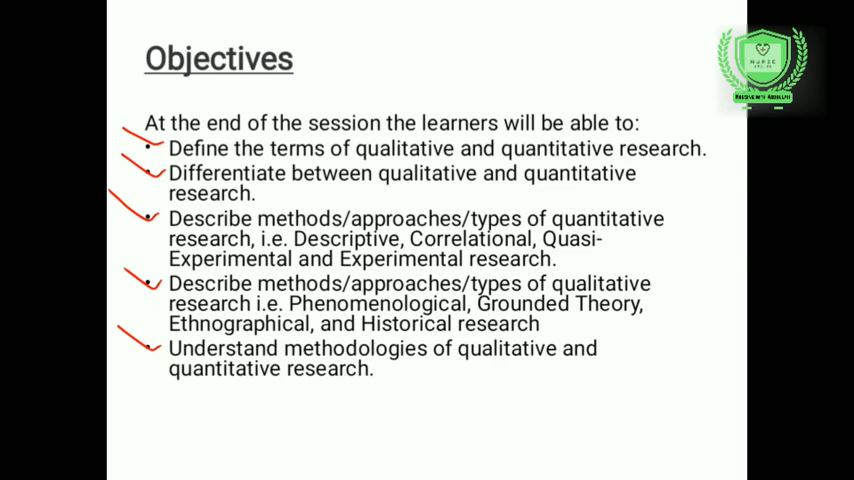 Objectives
At the end of the session the learners will be able to:
• Define the terms of qualitative and quantitative research.
• Differentiate between qualitative and quantitative
research.
• Describe methods/approaches/types of quantitative
research, i.e. Descriptive, Correlational, Quasi-
Experimental and Experimental research.
• Describe methods/approaches/types of qualitative
research i.e. Phenomenological, Grounded Theory,
Ethnographical, and Historical research
• Understand methodologies of qualitative and
quantitative research.